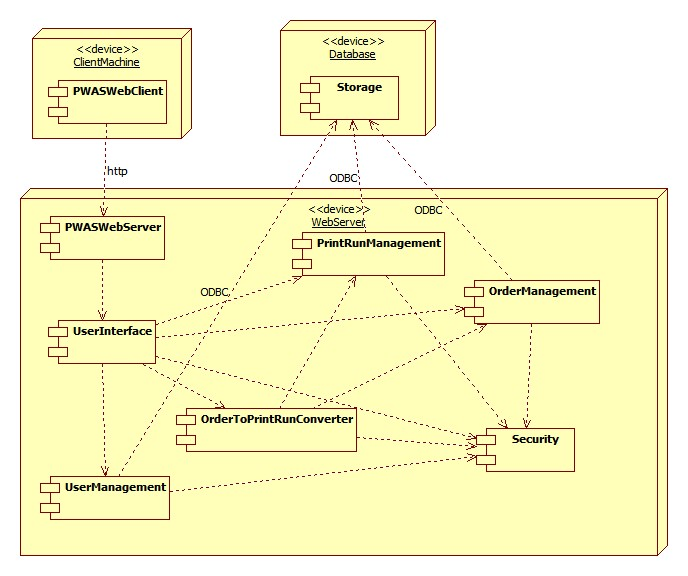 <<device>>
ClientMachine
PWASWebClient
<<device>>
Database
Storage
http
ODBC
<<device>>
WebServer
ODBC
PWASWebServer
PrintRunManagement
ODBC
OrderManagement
UserInterface
OrderToPrintRunConverter
Security
UserManagement